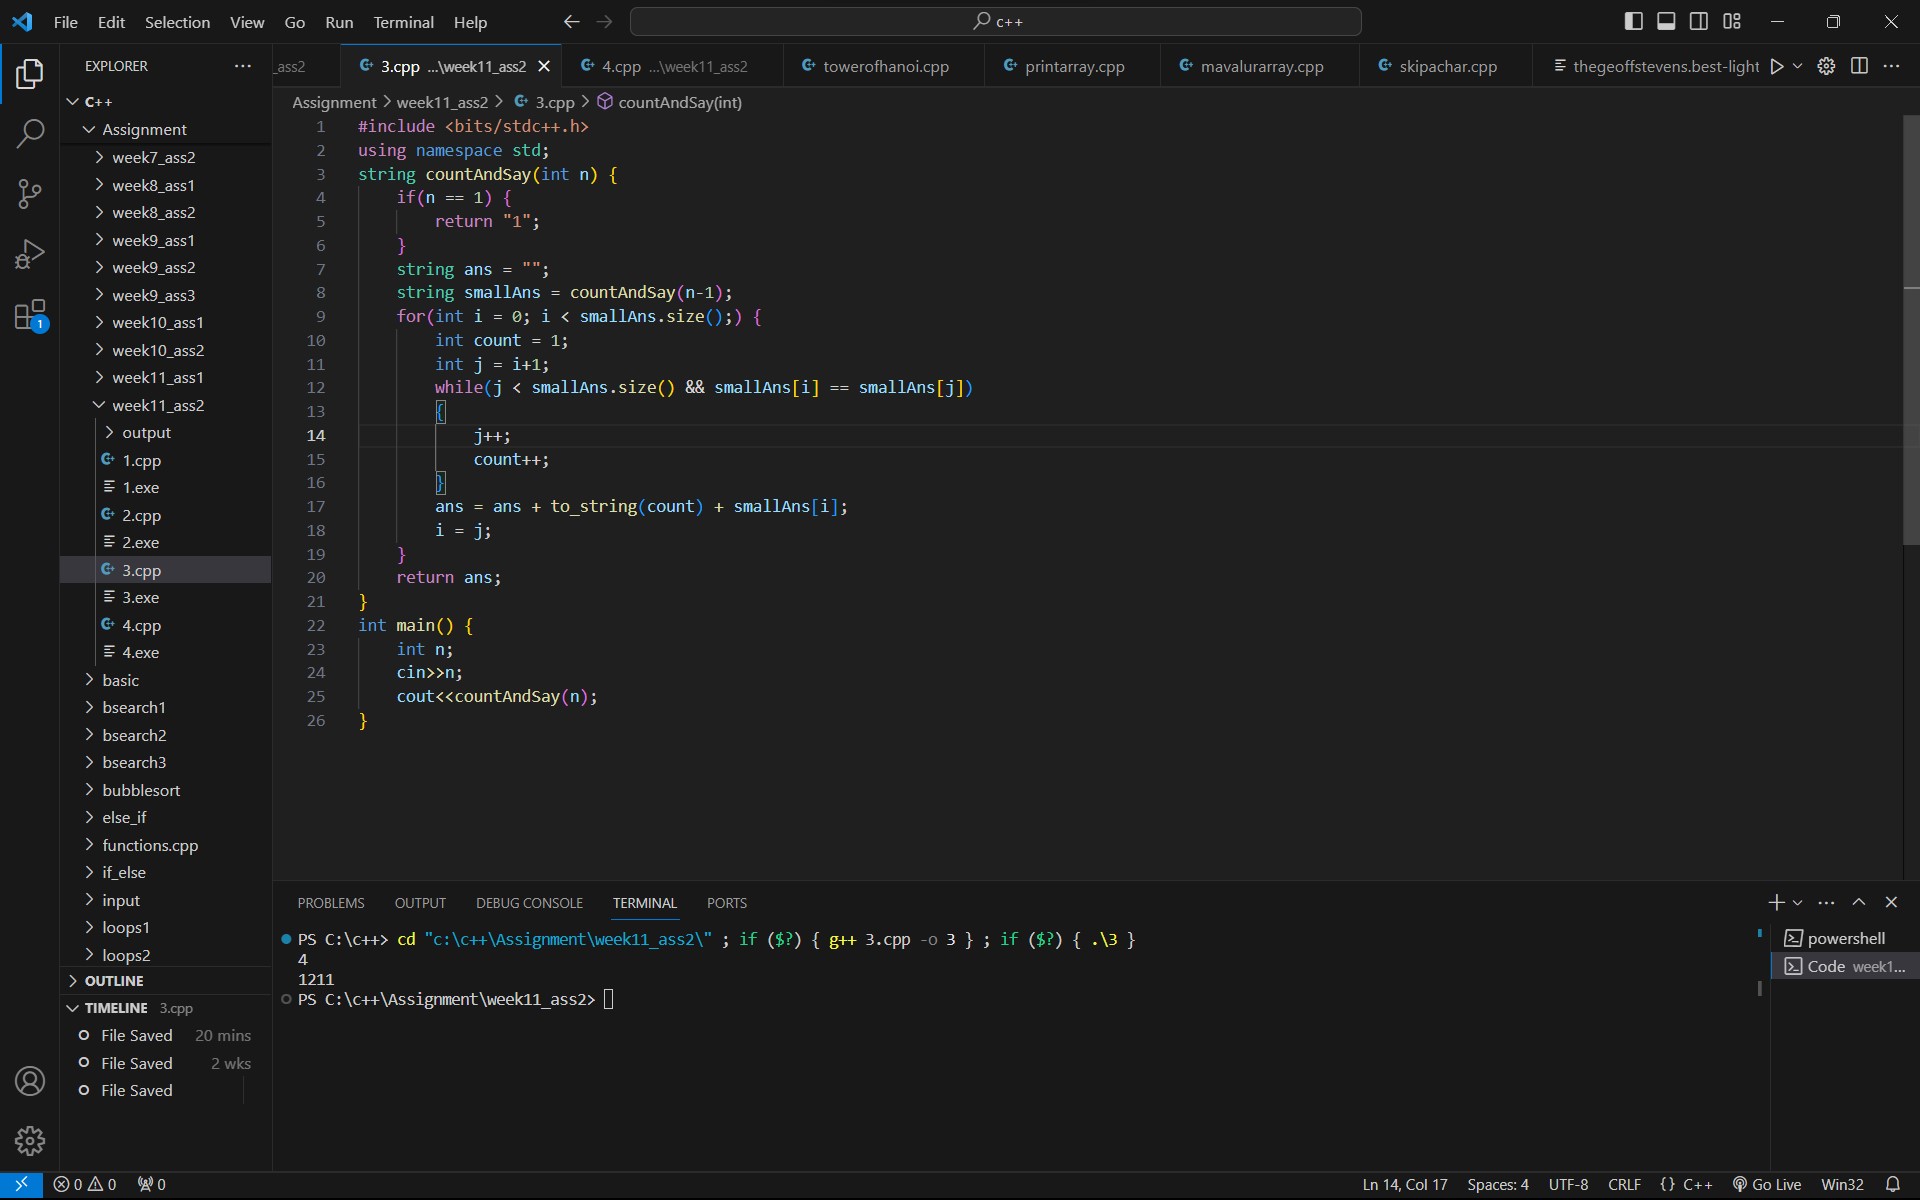 File Edit Selection View Go Run Terminal Help
c++
EXPLORER
_ass2
3.cpp ...\week11_ass2
4.cpp ...\week11_ass2
towerofhanoi.cpp
printarray.cpp
mavalurarray.cpp
skipachar.cpp
thegeoffstevens.best-light
C++
Assignment
week7_ass2
week8_ass1
week8_ass2
week9_ass1
week9_ass2
week9_ass3
week10_ass1
week10_ass2
week11_ass1
week11_ass2
output
1.cpp
1.exe
2.cpp
2.exe
3.cpp
3.exe
4.cpp
4.exe
basic
bsearch1
bsearch2
bsearch3
bubblesort
else_if
functions.cpp
if_else
input
loops1
loops2
OUTLINE
TIMELINE 3.cpp
File Saved 20 mins
File Saved 2 wks
File Saved
1
Assignment > week11_ass2 > 3.cpp > countAndSay(int)
1 #include <bits/stdc++.h>
2 using namespace std;
3 string countAndSay(int n) {
4 if(n == 1) {
5 return "1";
6 }
7 string ans = "";
8 string smallAns = countAndSay(n-1);
9 for(int i = 0; i < smallAns.size();) {
10 int count = 1;
11 int j = i+1;
12 while(j < smallAns.size() && smallAns[i] == smallAns[j])
13 {
14 j++;
15 count++;
16 }
17 ans = ans + to_string(count) + smallAns[i];
18 i = j;
19 }
20 return ans;
21 }
22 int main() {
23 int n;
24 cin>>n;
25 cout<<countAndSay(n);
26 }
PROBLEMS OUTPUT DEBUG CONSOLE TERMINAL PORTS
PS C:\c++> cd "c:\c++\Assignment\week11_ass2\" ; if ($?) { g++ 3.cpp -o 3 } ; if ($?) { .\3 }
4
1211
PS C:\c++\Assignment\week11_ass2>
powershell
Code week1...
0 0 0
Ln 14, Col 17 Spaces: 4 UTF-8 CRLF {} C++ Go Live Win32